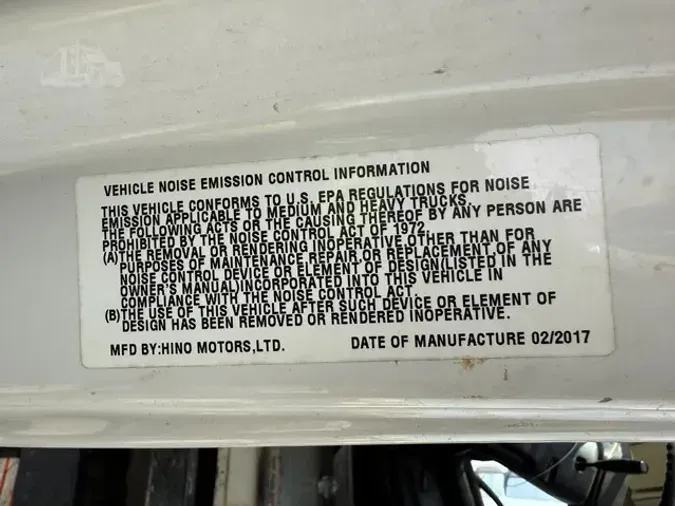 VEHICLE NOISE EMISSION CONTROL INFORMATION
THIS VEHICLE CONFORMS TO U.S. EPA REGULATIONS FOR NOISE
EMISSION APPLICABLE TO MEDIUM AND HEAVY TRUCKS.
THE FOLLOWING ACTS OR THE CAUSING THEREOF BY ANY PERSON ARE
PROHIBITED BY THE NOISE CONTROL ACT OF 1972.
(A)THE REMOVAL OR RENDERING INOPERATIVE OTHER THAN FOR
PURPOSES OF MAINTENANCE REPAIR,OR REPLACEMENT OF ANY
NOISE CONTROL DEVICE OR ELEMENT OF DESIGN(LISTED IN THE
OWNER'S MANUAL)INCORPORATED INTO THIS VEHICLE IN
COMPLIANCE WITH THE NOISE CONTROL ACT.
(B)THE USE OF THIS VEHICLE AFTER SUCH DEVICE OR ELEMENT OF
DESIGN HAS BEEN REMOVED OR RENDERED INOPERATIVE.
MFD BY:HINO MOTORS,LTD. DATE OF MANUFACTURE 02/2017